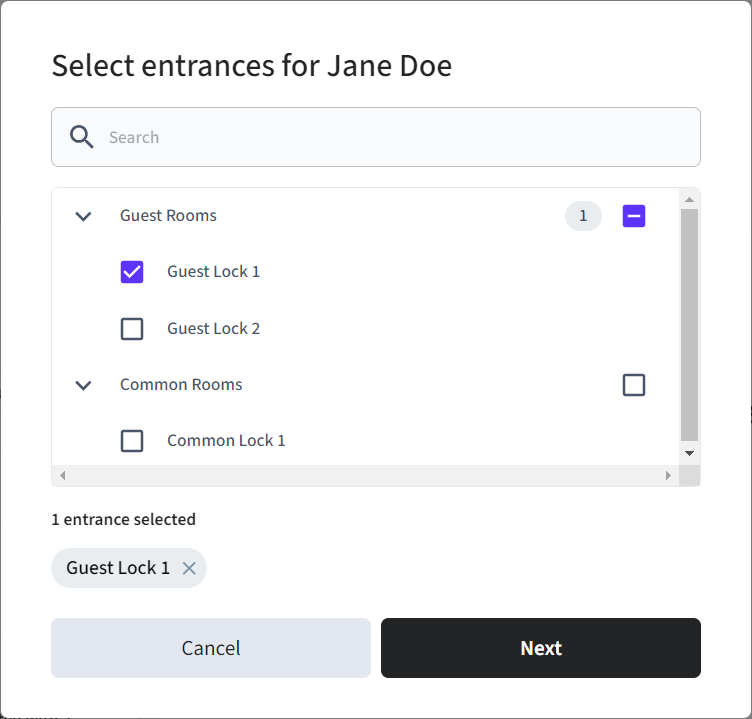 Select entrances for Jane Doe
Search
Guest Rooms 1
Guest Lock 1
Guest Lock 2
Common Rooms
Common Lock 1
1 entrance selected
Guest Lock 1
Cancel Next